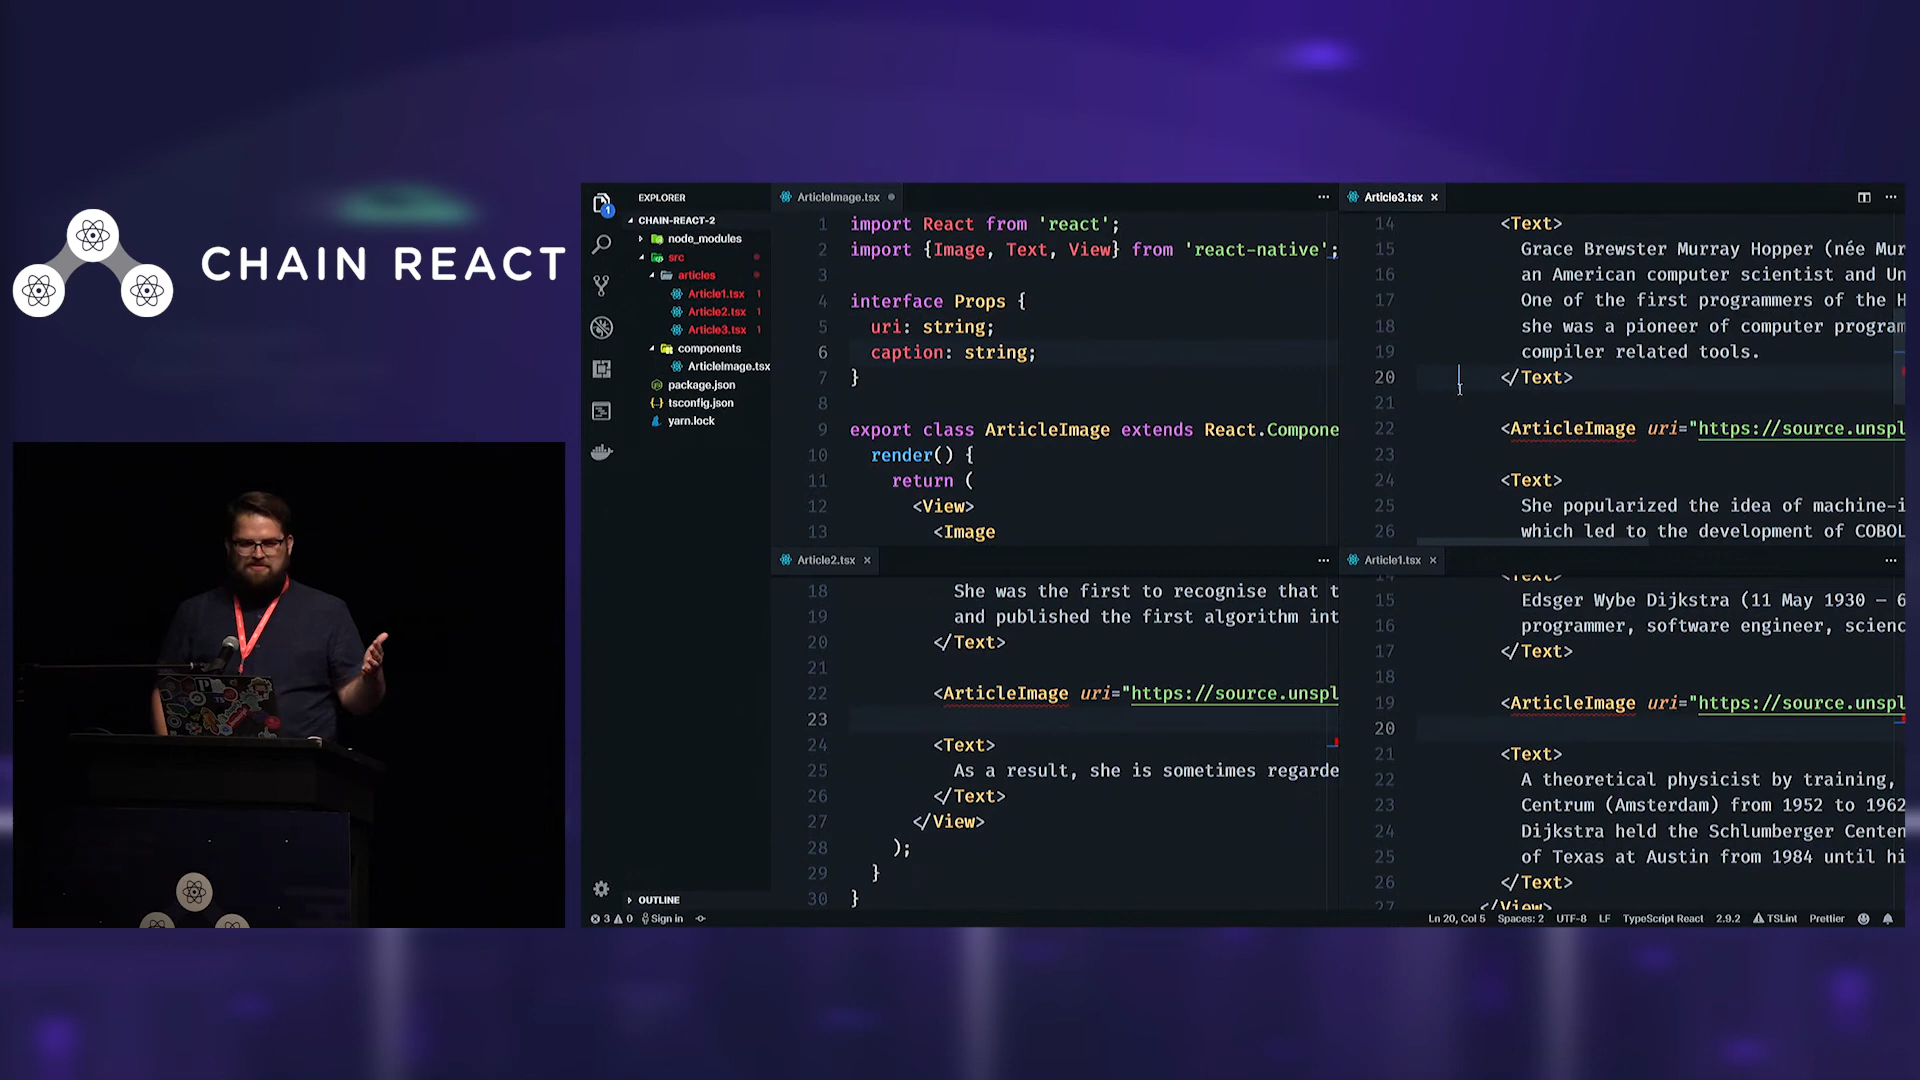 CHAIN REACT
EXPLORER
CHAIN-REACT-2
node_modules
src
articles
Article1.tsx 1
Article2.tsx 1
Article3.tsx 1
components
ArticleImage.tsx
package.json
tsconfig.json
yarn.lock
OUTLINE
ArticleImage.tsx
1 import React from 'react';
2 import {Image, Text, View} from 'react-native';
3
4 interface Props {
5 uri: string;
6 caption: string;
7 }
8
9 export class ArticleImage extends React.Compone
10 render() {
11 return (
12 <View>
13 <Image
Article3.tsx
14 <Text>
15 Grace Brewster Murray Hopper (née Mur
16 an American computer scientist and Un
17 One of the first programmers of the H
18 she was a pioneer of computer program
19 compiler related tools.
20 </Text>
21
22 <ArticleImage uri="https://source.unspl
23
24 <Text>
25 She popularized the idea of machine-i
26 which led to the development of COBOL
Article2.tsx
18 She was the first to recognise that t
19 and published the first algorithm int
20 </Text>
21
22 <ArticleImage uri="https://source.unspl
23
24 <Text>
25 As a result, she is sometimes regarde
26 </Text>
27 </View>
28 );
29 }
30 }
Article1.tsx
14 <Text>
15 Edsger Wybe Dijkstra (11 May 1930 – 6
16 programmer, software engineer, scienc
17 </Text>
18
19 <ArticleImage uri="https://source.unspl
20
21 <Text>
22 A theoretical physicist by training,
23 Centrum (Amsterdam) from 1952 to 1962
24 Dijkstra held the Schlumberger Centen
25 of Texas at Austin from 1984 until hi
26 </Text>
27 </View>
3 0 Sign in
Ln 20, Col 5 Spaces: 2 UTF-8 LF TypeScript React 2.9.2 TSLint Prettier